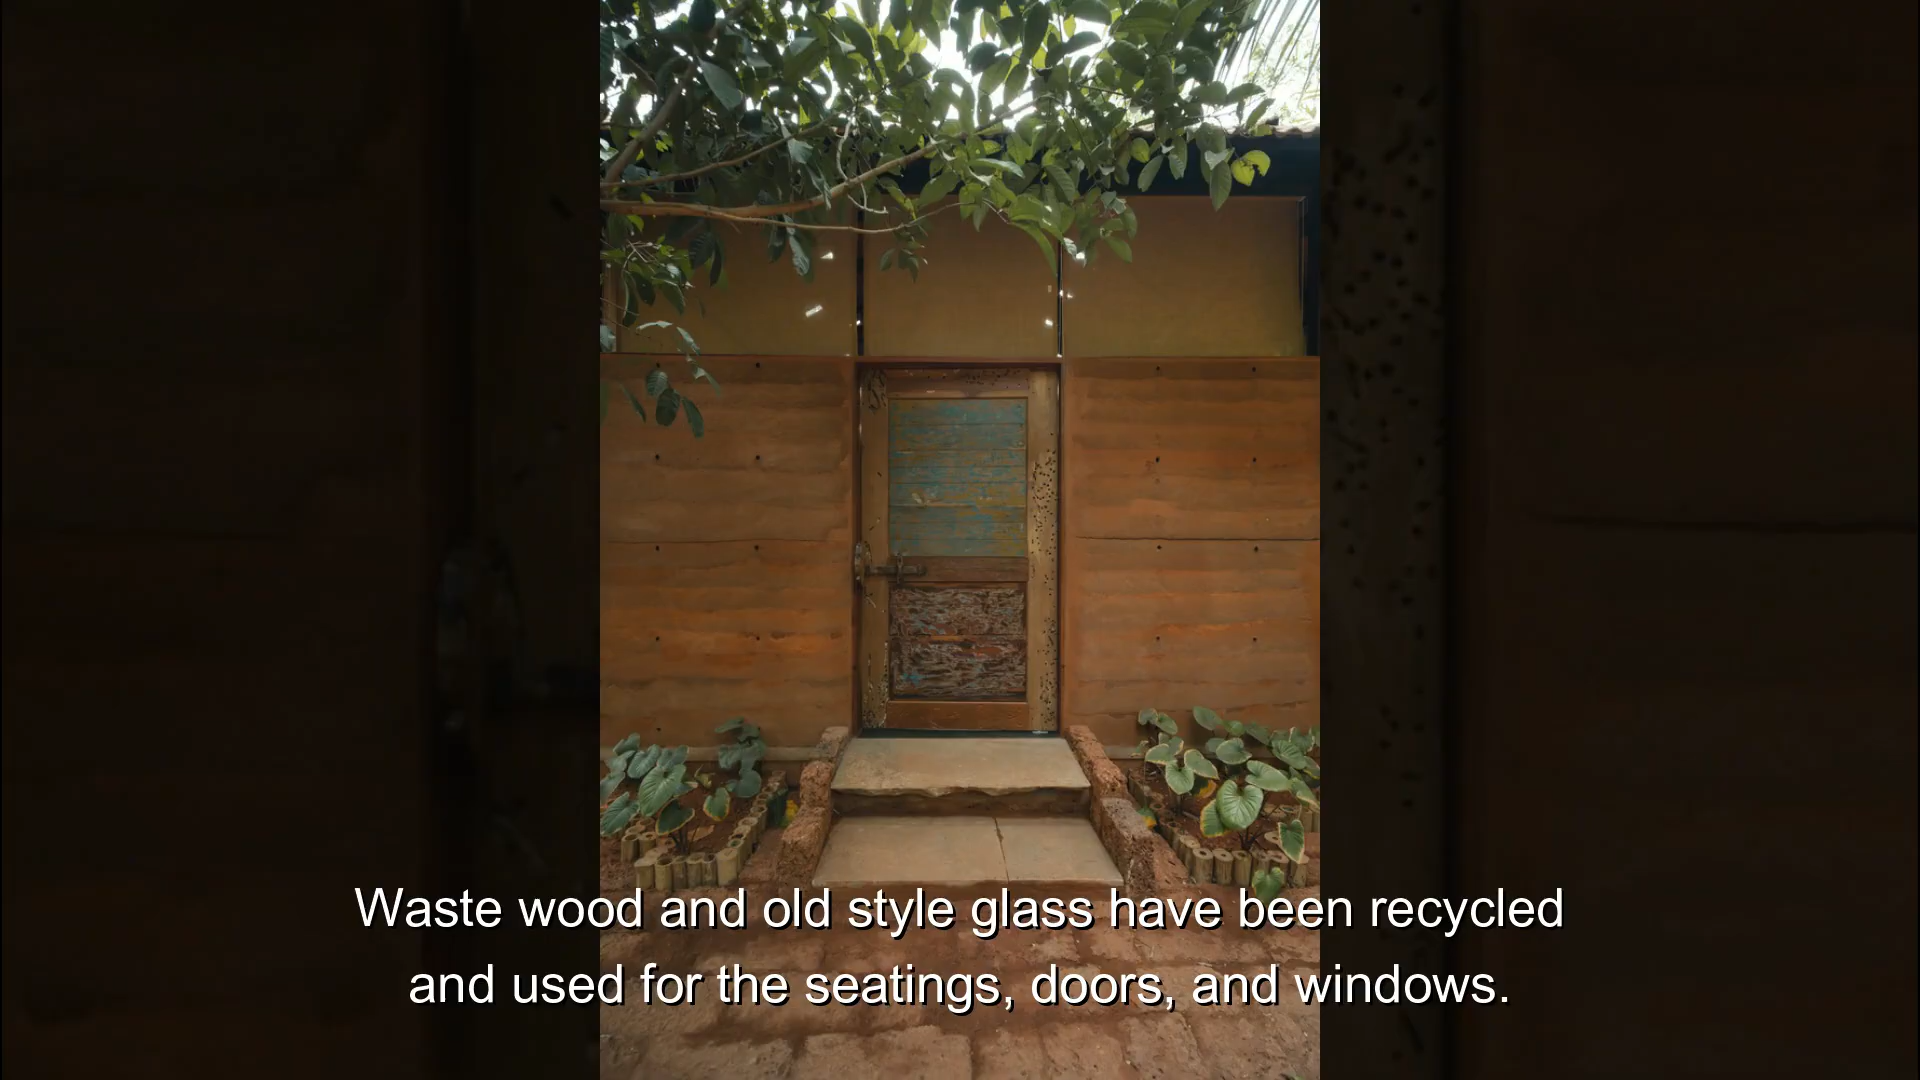 Waste wood and old style glass have been recycled
and used for the seatings, doors, and windows.